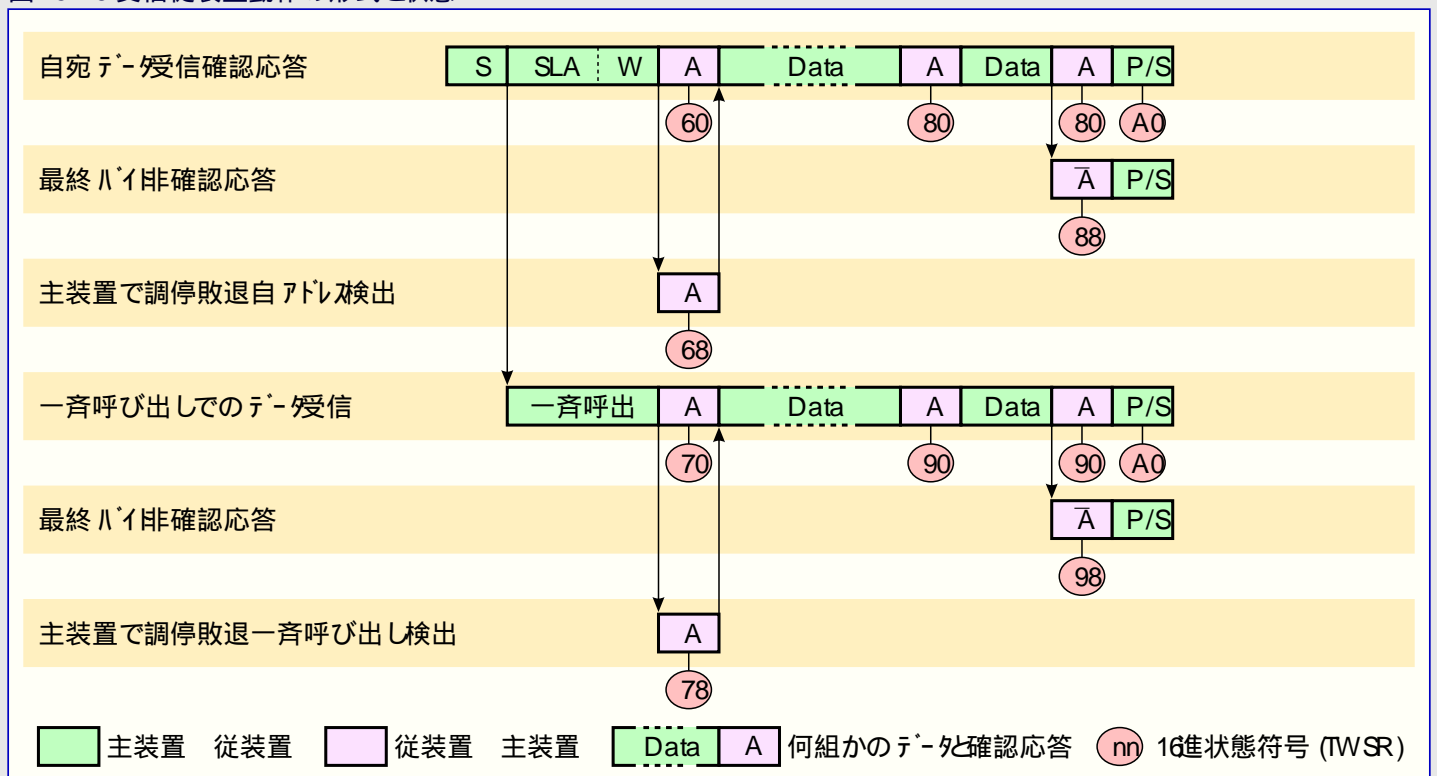 自宛データ受信確認応答 S SLA W A Data A Data A P/S
60 80 80 A0
最終バイト非確認応答 A̅ P/S
88
主装置で調停敗退自アドレス検出 A
68
一斉呼び出しでのデータ受信 一斉呼出 A Data A Data A P/S
70 90 90 A0
最終バイト非確認応答 A̅ P/S
98
主装置で調停敗退一斉呼び出し検出 A
78
主装置 従装置 従装置 主装置 Data A 何組かのデータと確認応答 nn 16進状態符号 (TWSR)